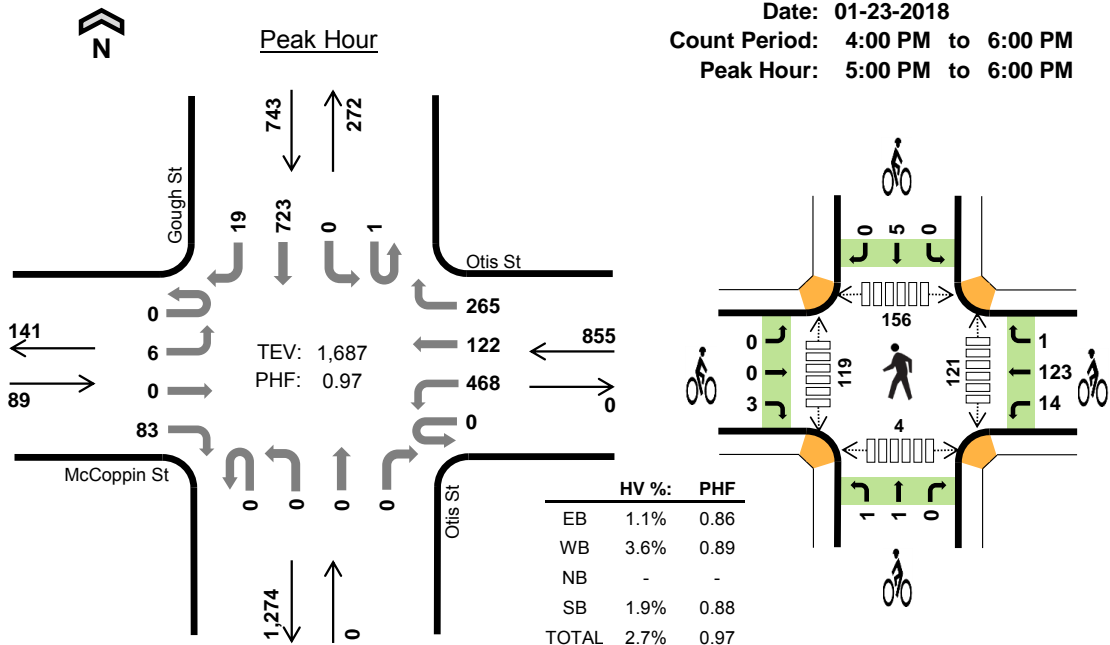 Date: 01-23-2018
Count Period: 4:00 PM to 6:00 PM
Peak Hour: 5:00 PM to 6:00 PM
N
Peak Hour
743
272
Gough St
19
723
0
1
Otis St
0
6
0
83
141
89
TEV: 1,687
PHF: 0.97
265
122
468
0
855
0
McCoppin St
0
0
0
0
Otis St
1,274
0
HV %: PHF
EB 1.1% 0.86
WB 3.6% 0.89
NB - -
SB 1.9% 0.88
TOTAL 2.7% 0.97
0
5
0
156
0
0
3
119
121
1
123
14
4
1
1
0